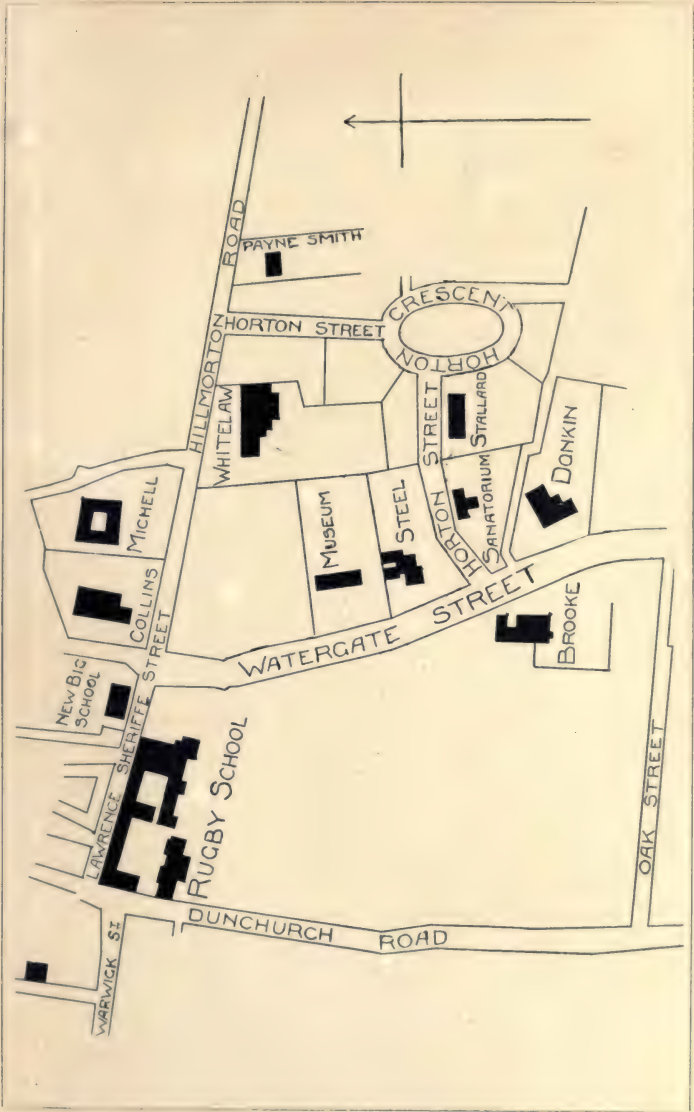 HILLMORTON
ROAD
PAYNE SMITH
HORTON STREET
HORTON
CRESCENT
WHITELAW
HORTON
STREET
STALLARD
MICHELL
COLLINS
MUSEUM
STEEL
SANATORIUM
DONKIN
NEW BIG
SCHOOL
LAWRENCE SHERIFFE STREET
WATERGATE STREET
BROOKE
RUGBY SCHOOL
WARWICK ST
DUNCHURCH ROAD
OAK STREET